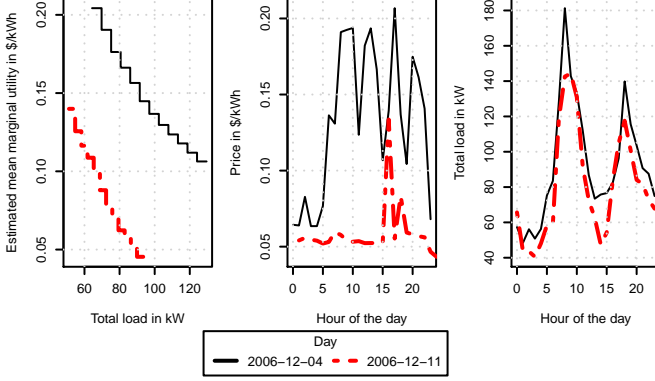 Estimated mean marginal utility in $/kWh
0.05 0.10 0.15 0.20
60 80 100 120
Total load in kW
Price in $/kWh
0.05 0.10 0.15 0.20
0 5 10 15 20
Hour of the day
Total load in kW
40 60 80 100 120 140 160 180
0 5 10 15 20
Hour of the day
Day
2006−12−04 2006−12−11